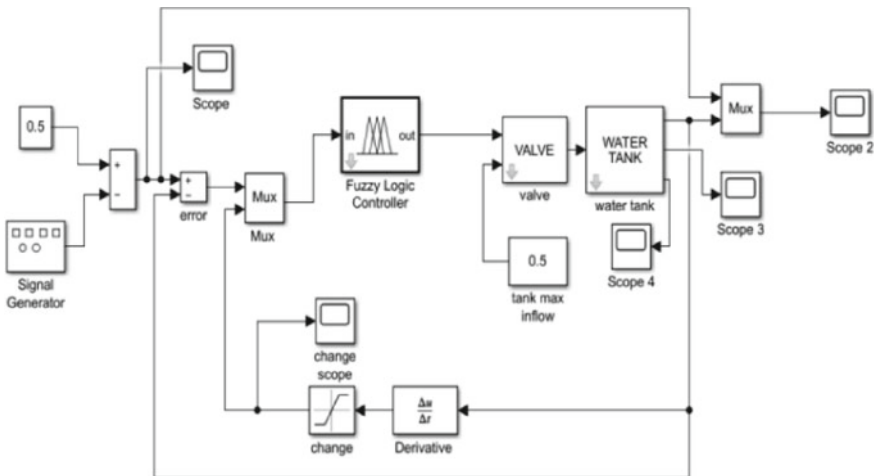 Scope
0.5
+
−
Signal
Generator
+
−
error
Mux
Mux
in
out
Fuzzy Logic
Controller
VALVE
valve
WATER
TANK
water tank
Mux
Scope 2
Scope 3
Scope 4
0.5
tank max
inflow
change
scope
change
Δu
Δt
Derivative